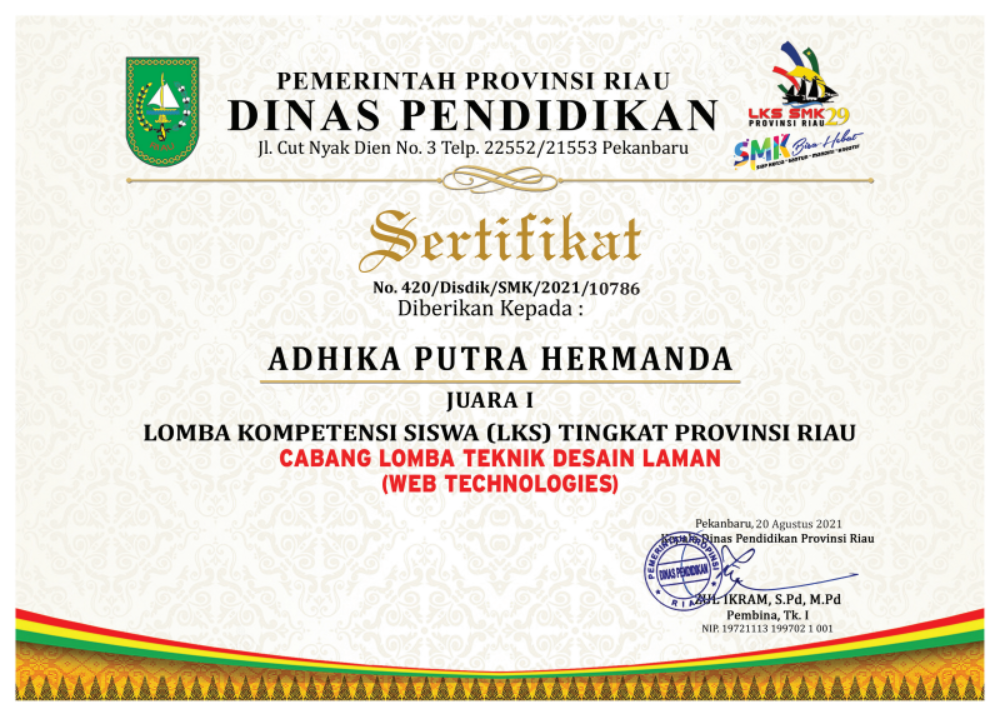 PEMERINTAH PROVINSI RIAU
DINAS PENDIDIKAN
Jl. Cut Nyak Dien No. 3 Telp. 22552/21553 Pekanbaru
LKS SMK 29
PROVINSI RIAU
SMK Bisa-Hebat
Sertifikat
No. 420/Disdik/SMK/2021/10786
Diberikan Kepada :
ADHIKA PUTRA HERMANDA
JUARA I
LOMBA KOMPETENSI SISWA (LKS) TINGKAT PROVINSI RIAU
CABANG LOMBA TEKNIK DESAIN LAMAN
(WEB TECHNOLOGIES)
Pekanbaru, 20 Agustus 2021
Kepala Dinas Pendidikan Provinsi Riau
PEMERINTAH PROPINSI
DINAS PENDIDIKAN
RIAU
ZUL IKRAM, S.Pd, M.Pd
Pembina, Tk. I
NIP. 19721113 199702 1 001